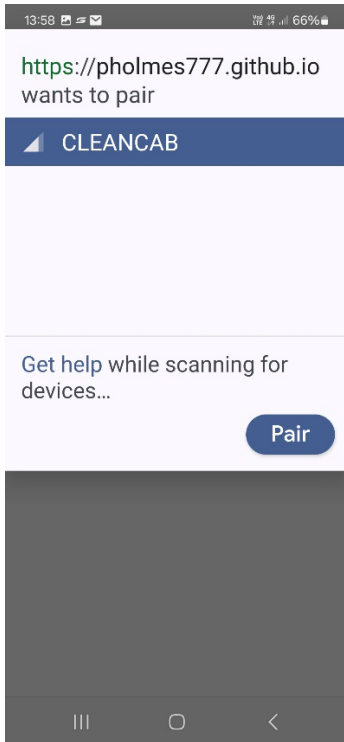 13:58 66%
https://pholmes777.github.io
wants to pair
CLEANCAB
Get help while scanning for
devices...
Pair